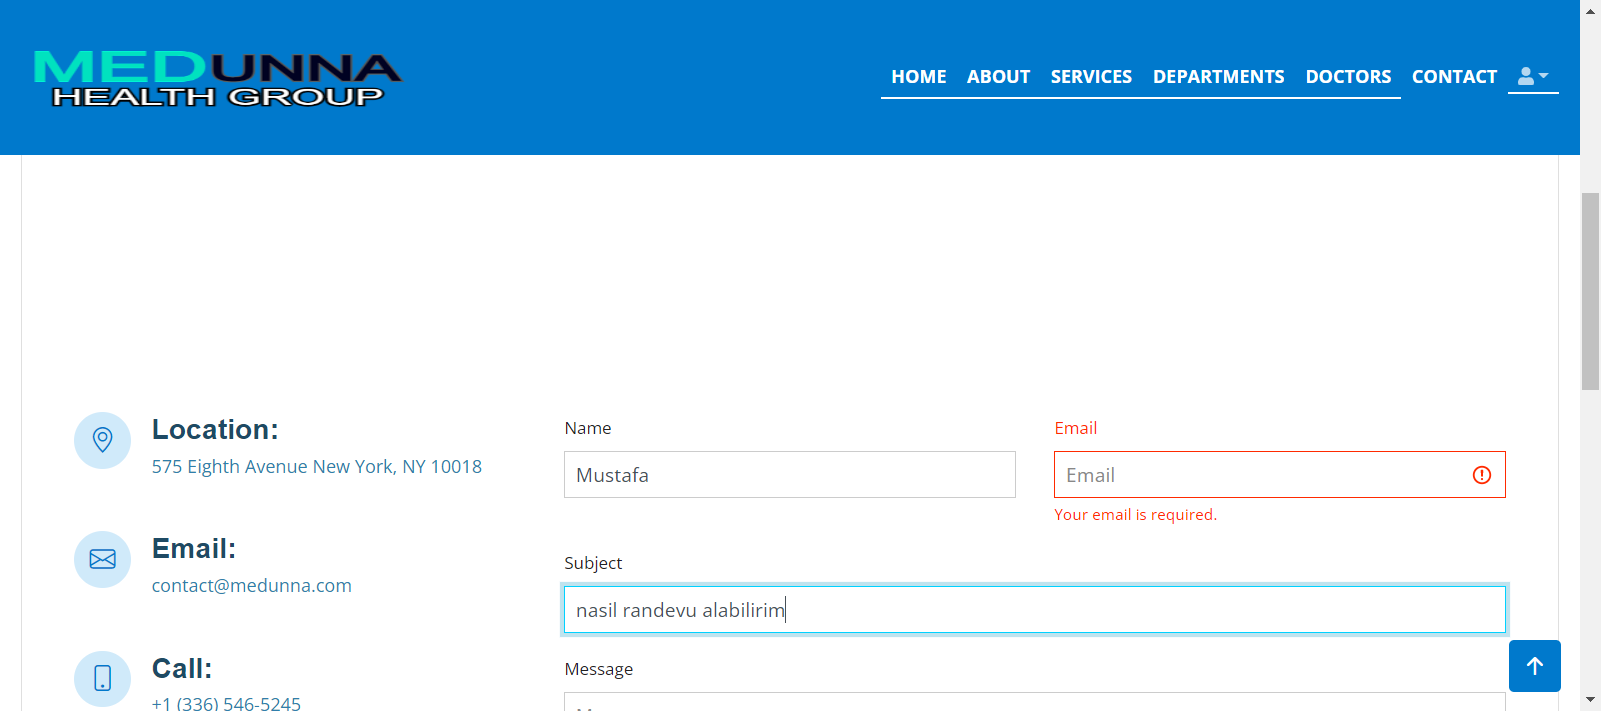 MEDUNNA
HEALTH GROUP
HOME ABOUT SERVICES DEPARTMENTS DOCTORS CONTACT
Location:
575 Eighth Avenue New York, NY 10018
Email:
contact@medunna.com
Call:
+1 (336) 546-5245
Name
Mustafa
Email
Email
Your email is required.
Subject
nasil randevu alabilirim
Message